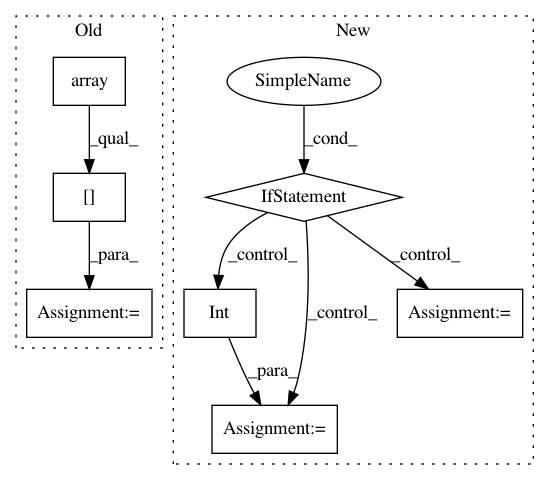 Old
New
array
SimpleName
_qual_
_cond_
[]
IfStatement
_para_
_control_
_control_
_control_
Assignment:=
Int
Assignment:=
_para_
Assignment:=